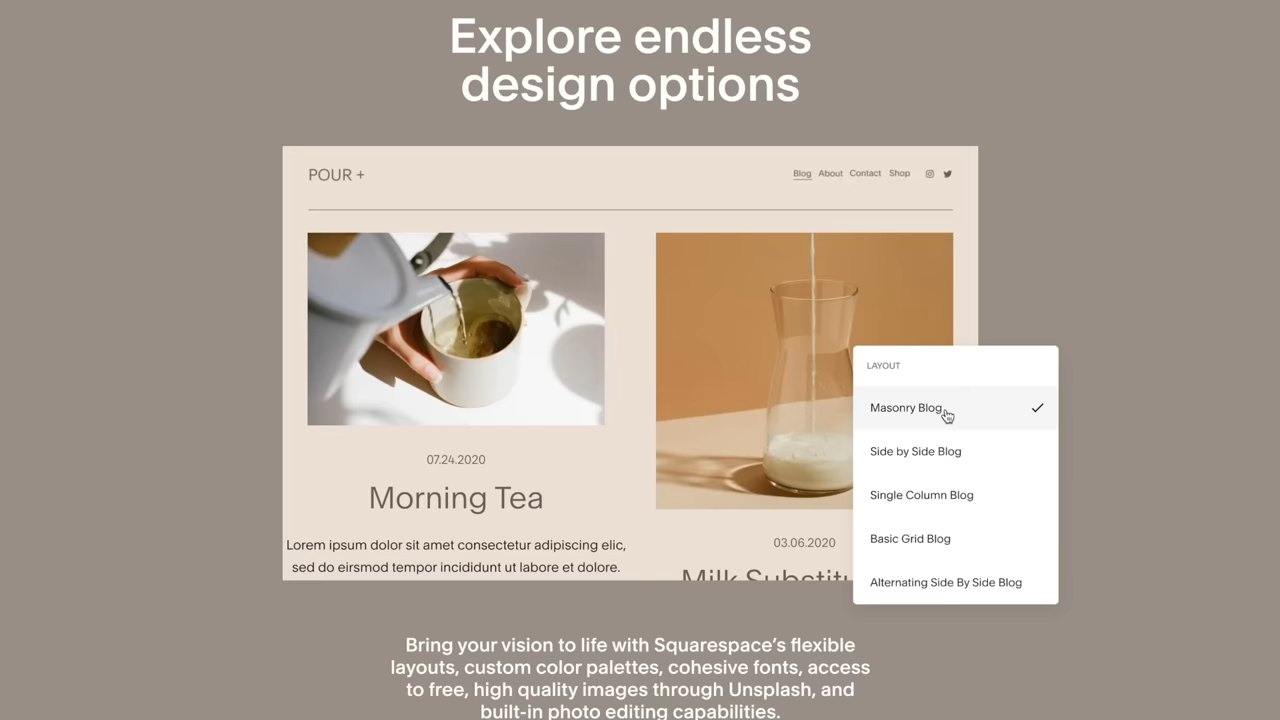 Explore endless
design options
POUR +
Blog About Contact Shop
07.24.2020
Morning Tea
Lorem ipsum dolor sit amet consectetur adipiscing elic,
sed do eirsmod tempor incididunt ut labore et dolore.
03.06.2020
Milk
LAYOUT
Masonry Blog
Side by Side Blog
Single Column Blog
Basic Grid Blog
Alternating Side By Side Blog
Bring your vision to life with Squarespace’s flexible
layouts, custom color palettes, cohesive fonts, access
to free, high quality images through Unsplash, and
built-in photo editing capabilities.